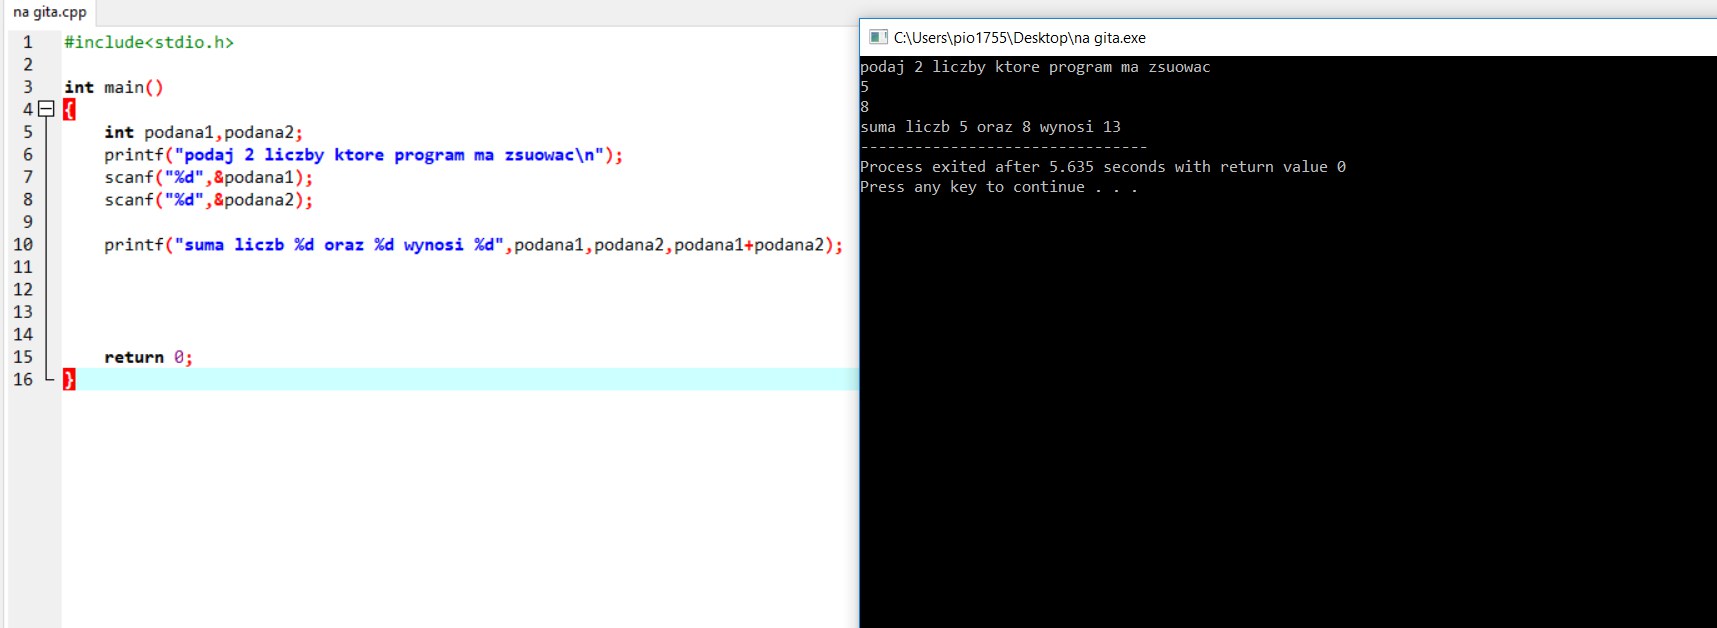 na gita.cpp
1 #include<stdio.h>
2
3 int main()
4 {
5 int podana1,podana2;
6 printf("podaj 2 liczby ktore program ma zsuowac\n");
7 scanf("%d",&podana1);
8 scanf("%d",&podana2);
9
10 printf("suma liczb %d oraz %d wynosi %d",podana1,podana2,podana1+podana2);
11
12
13
14
15 return 0;
16 }
C:\Users\pio1755\Desktop\na gita.exe
podaj 2 liczby ktore program ma zsuowac
5
8
suma liczb 5 oraz 8 wynosi 13
--------------------------------
Process exited after 5.635 seconds with return value 0
Press any key to continue . . .